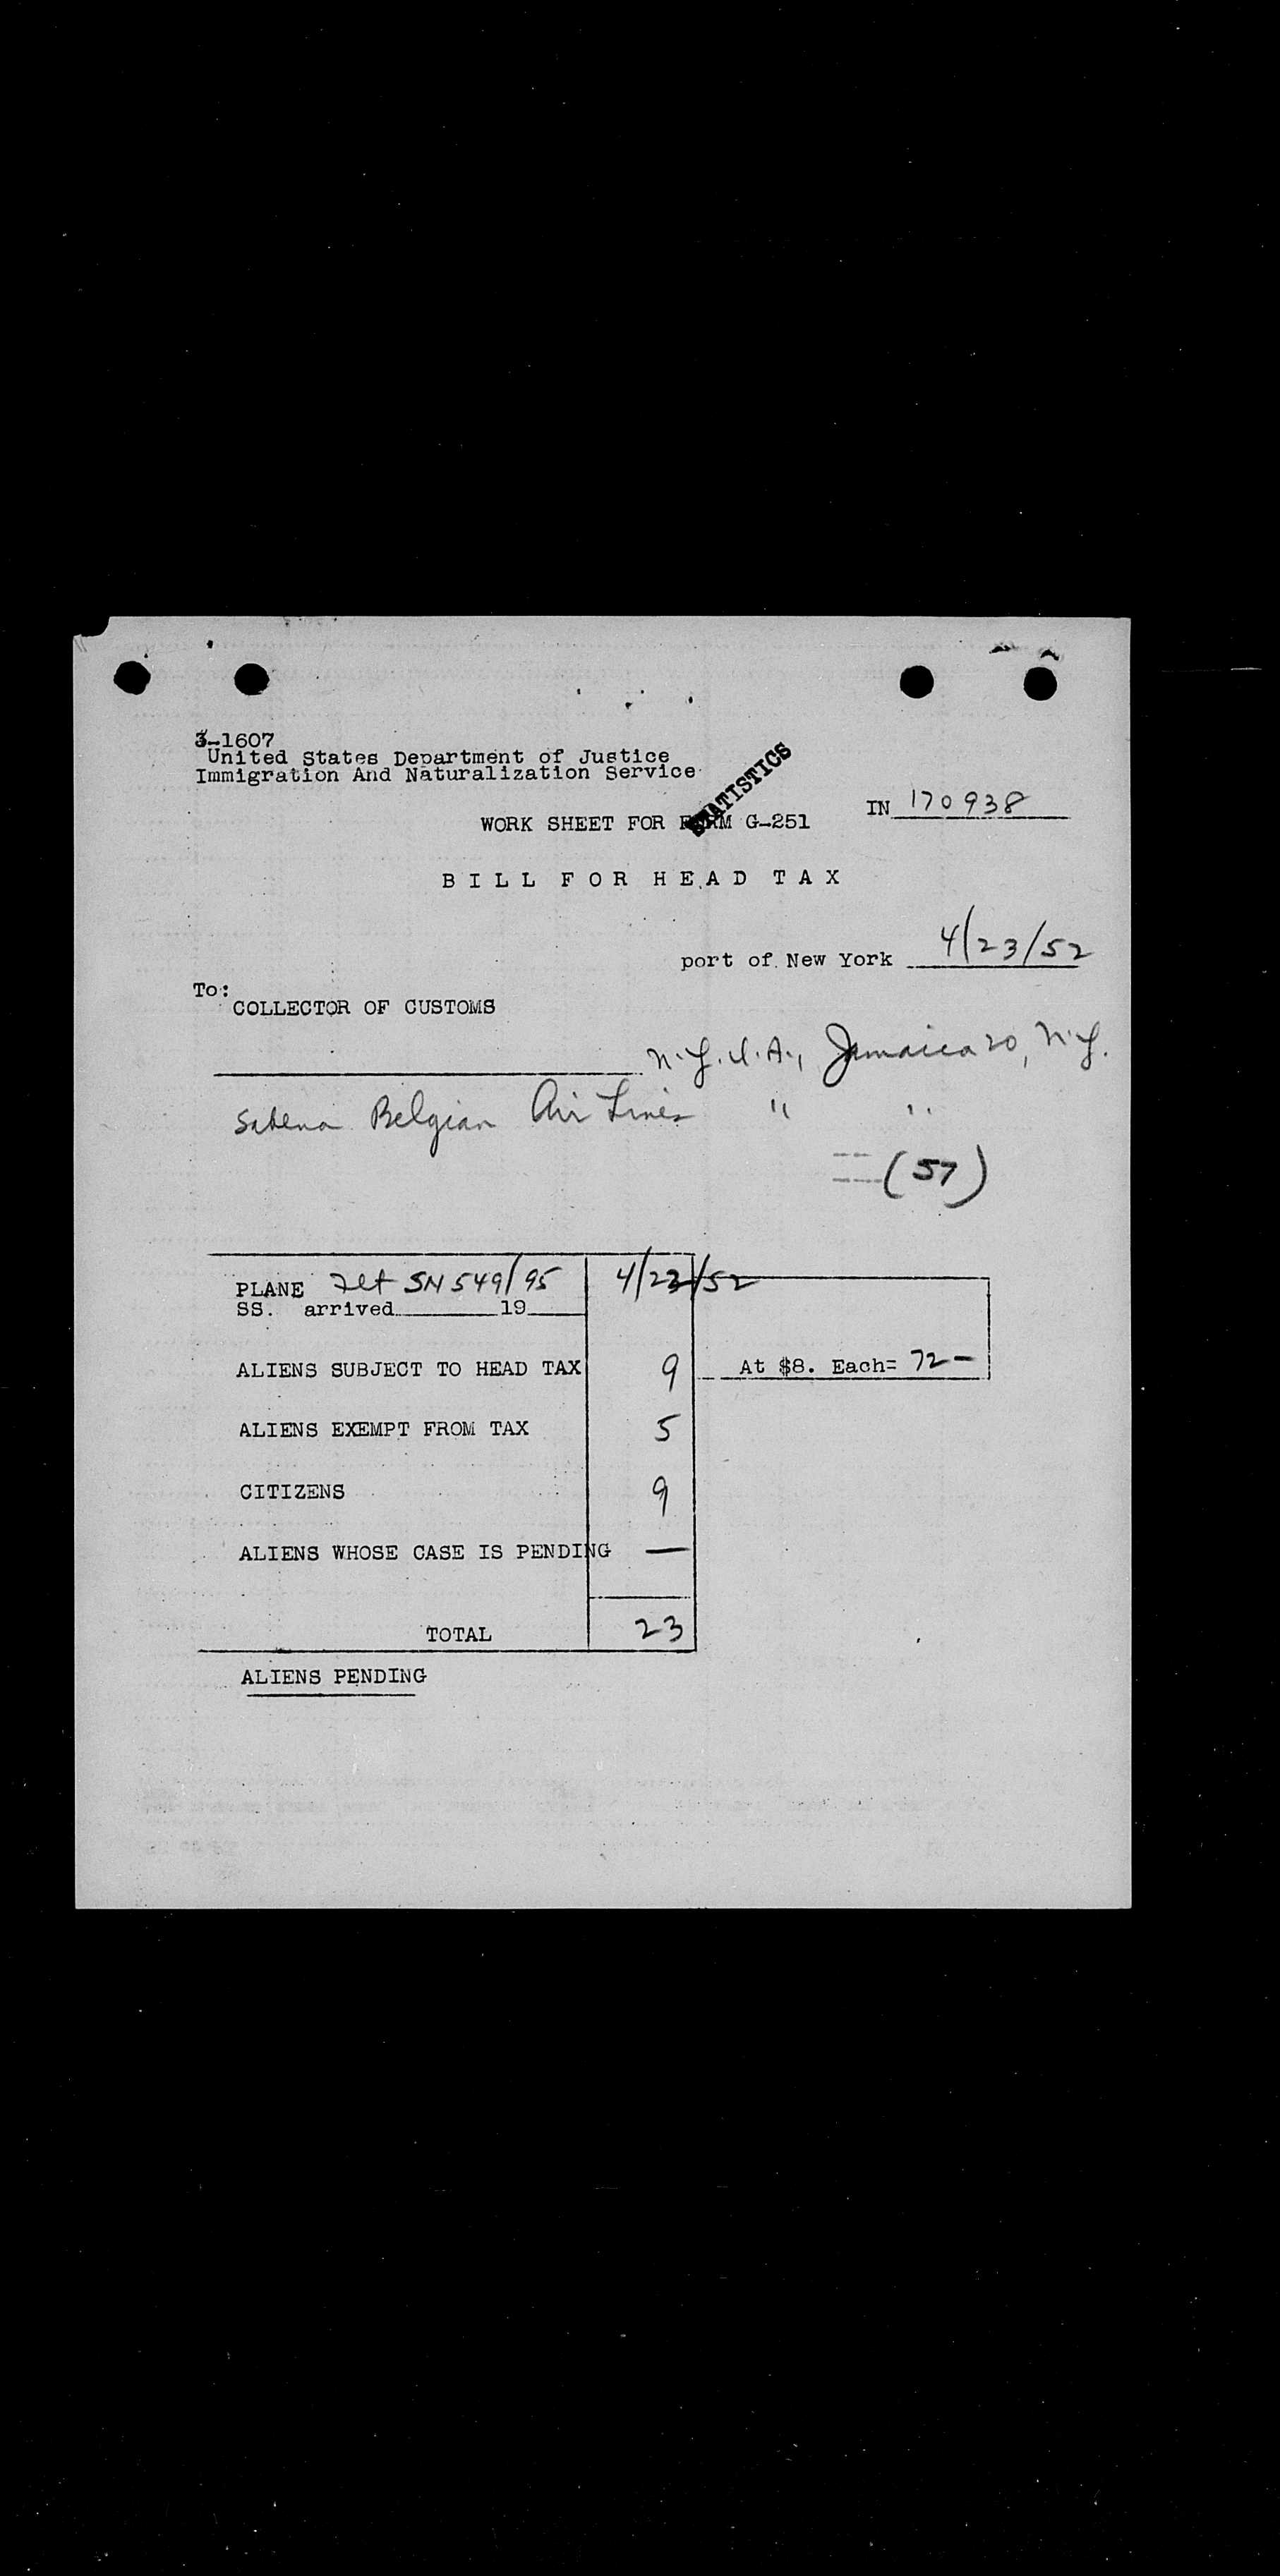 3-1607
United States Department of Justice
Immigration And Naturalization Service
STATISTICS
IN 170938
WORK SHEET FOR FORM G-251
BILL FOR HEAD TAX
port of New York 4/23/52
To:
COLLECTOR OF CUSTOMS
N.Y.I.A., Jamaica 20, N.Y.
Sabena Belgian Air Lines " "
(57)
PLANE Flt SN 549/95 4/23/52
SS. arrived 19
ALIENS SUBJECT TO HEAD TAX 9 At $8. Each= 72-
ALIENS EXEMPT FROM TAX 5
CITIZENS 9
ALIENS WHOSE CASE IS PENDING —
TOTAL 23
ALIENS PENDING